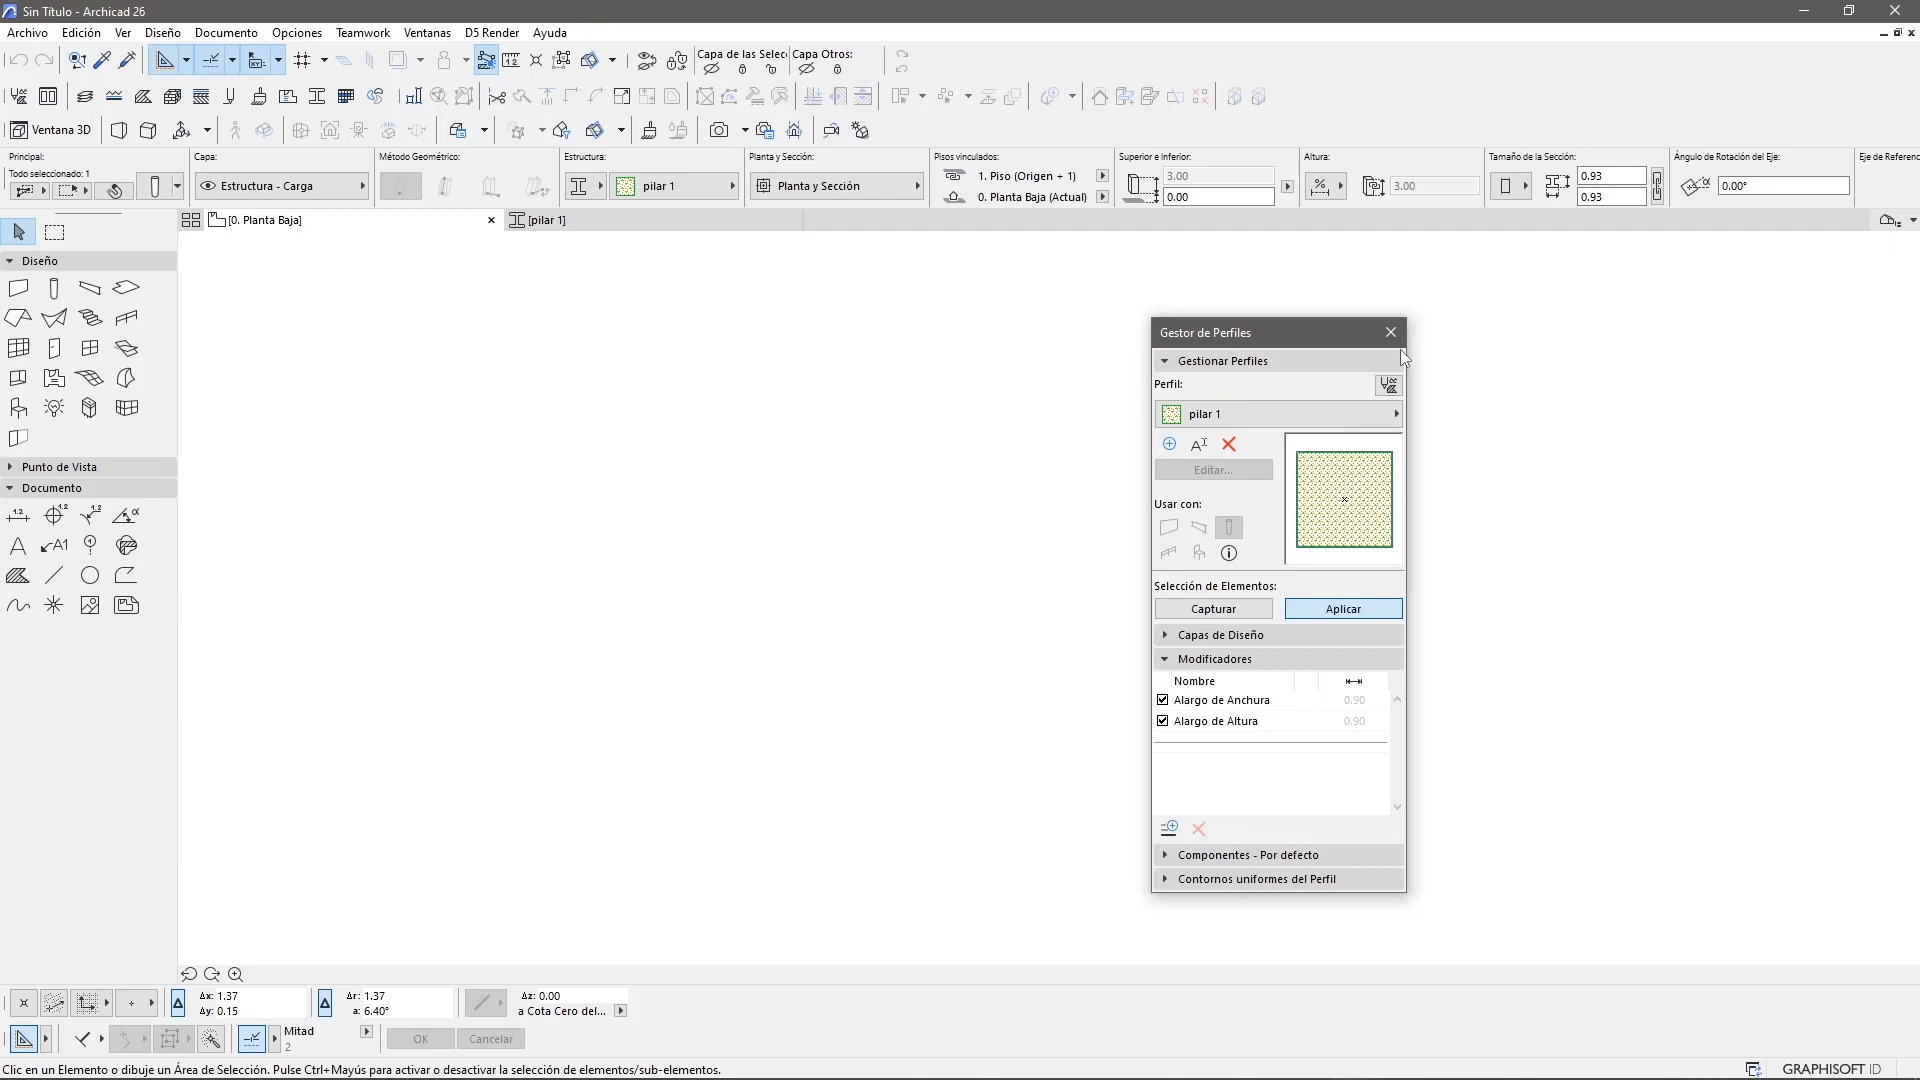 Sin Título - Archicad 26
Archivo Edición Ver Diseño Documento Opciones Teamwork Ventanas D5 Render Ayuda
Capa de las Selec Capa Otros:
Ventana 3D
Principal: Capa: Método Geométrico: Estructura: Planta y Sección: Pisos vinculados: Superior e Inferior: Altura: Tamaño de la Sección: Ángulo de Rotación del Eje: Eje de Referenc
Todo seleccionado: 1
Estructura - Carga
pilar 1
Planta y Sección
1. Piso (Origen + 1)
0. Planta Baja (Actual)
3.00
0.00
3.00
0.93
0.93
0.00°
[0. Planta Baja]
[pilar 1]
Diseño
Punto de Vista
Documento
Gestor de Perfiles
Gestionar Perfiles
Perfil:
pilar 1
Editar...
Usar con:
Selección de Elementos:
Capturar Aplicar
Capas de Diseño
Modificadores
Nombre
Alargo de Anchura 0.90
Alargo de Altura 0.90
Componentes - Por defecto
Contornos uniformes del Perfil
Δx: 1.37
Δy: 0.15
Δr: 1.37
a: 6.40°
Δz: 0.00
a Cota Cero del...
Mitad
2
OK Cancelar
Clic en un Elemento o dibuje un Área de Selección. Pulse Ctrl+Mayús para activar o desactivar la selección de elementos/sub-elementos.
GRAPHISOFT ID